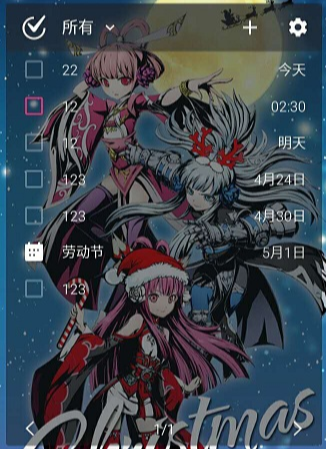 所有
22 今天
12 02:30
12 明天
123 4月24日
123 4月30日
劳动节 5月1日
123
1/1
Christmas